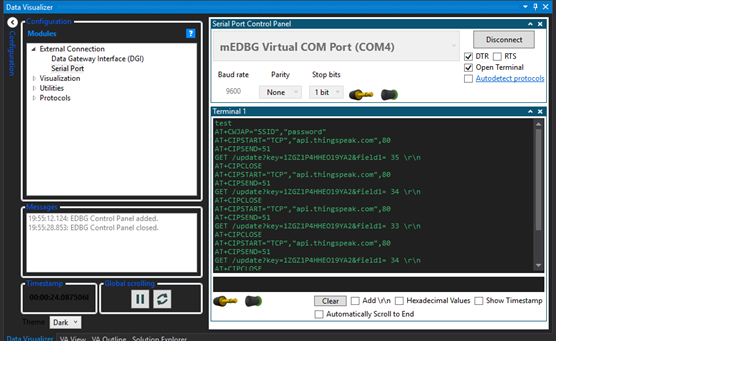 Data Visualizer
Configuration
Configuration
Modules
?
External Connection
Data Gateway Interface (DGI)
Serial Port
Visualization
Utilities
Protocols
Messages
19:55:12.124: EDBG Control Panel added.
19:55:28.853: EDBG Control Panel closed.
Timestamp
00:00:24.0875068
Global scrolling
Theme: Dark
Serial Port Control Panel
mEDBG Virtual COM Port (COM4)
Disconnect
DTR RTS
Open Terminal
Autodetect protocols
Baud rate Parity Stop bits
9600 None 1 bit
Terminal 1
test
AT+CWJAP="SSID","password"
AT+CIPSTART="TCP","api.thingspeak.com",80
AT+CIPSEND=51
GET /update?key=1ZGZ1P4HHEO19YA2&field1= 35 \r\n
AT+CIPCLOSE
AT+CIPSTART="TCP","api.thingspeak.com",80
AT+CIPSEND=51
GET /update?key=1ZGZ1P4HHEO19YA2&field1= 34 \r\n
AT+CIPCLOSE
AT+CIPSTART="TCP","api.thingspeak.com",80
AT+CIPSEND=51
GET /update?key=1ZGZ1P4HHEO19YA2&field1= 33 \r\n
AT+CIPCLOSE
AT+CIPSTART="TCP","api.thingspeak.com",80
AT+CIPSEND=51
GET /update?key=1ZGZ1P4HHEO19YA2&field1= 34 \r\n
AT+CIPCLOSE
Clear Add \r\n Hexadecimal Values Show Timestamp
Automatically Scroll to End
Data Visualizer VA View VA Outline Solution Explorer